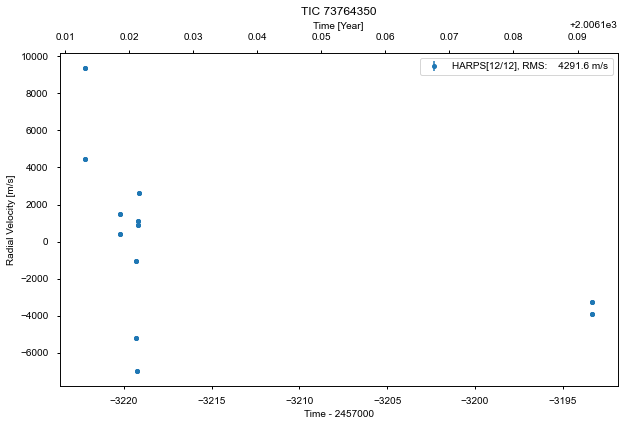 TIC 73764350
Time [Year]
+2.0061e3
0.01 0.02 0.03 0.04 0.05 0.06 0.07 0.08 0.09
HARPS[12/12], RMS: 4291.6 m/s
Radial Velocity [m/s]
10000
8000
6000
4000
2000
0
−2000
−4000
−6000
−3220 −3215 −3210 −3205 −3200 −3195
Time - 2457000